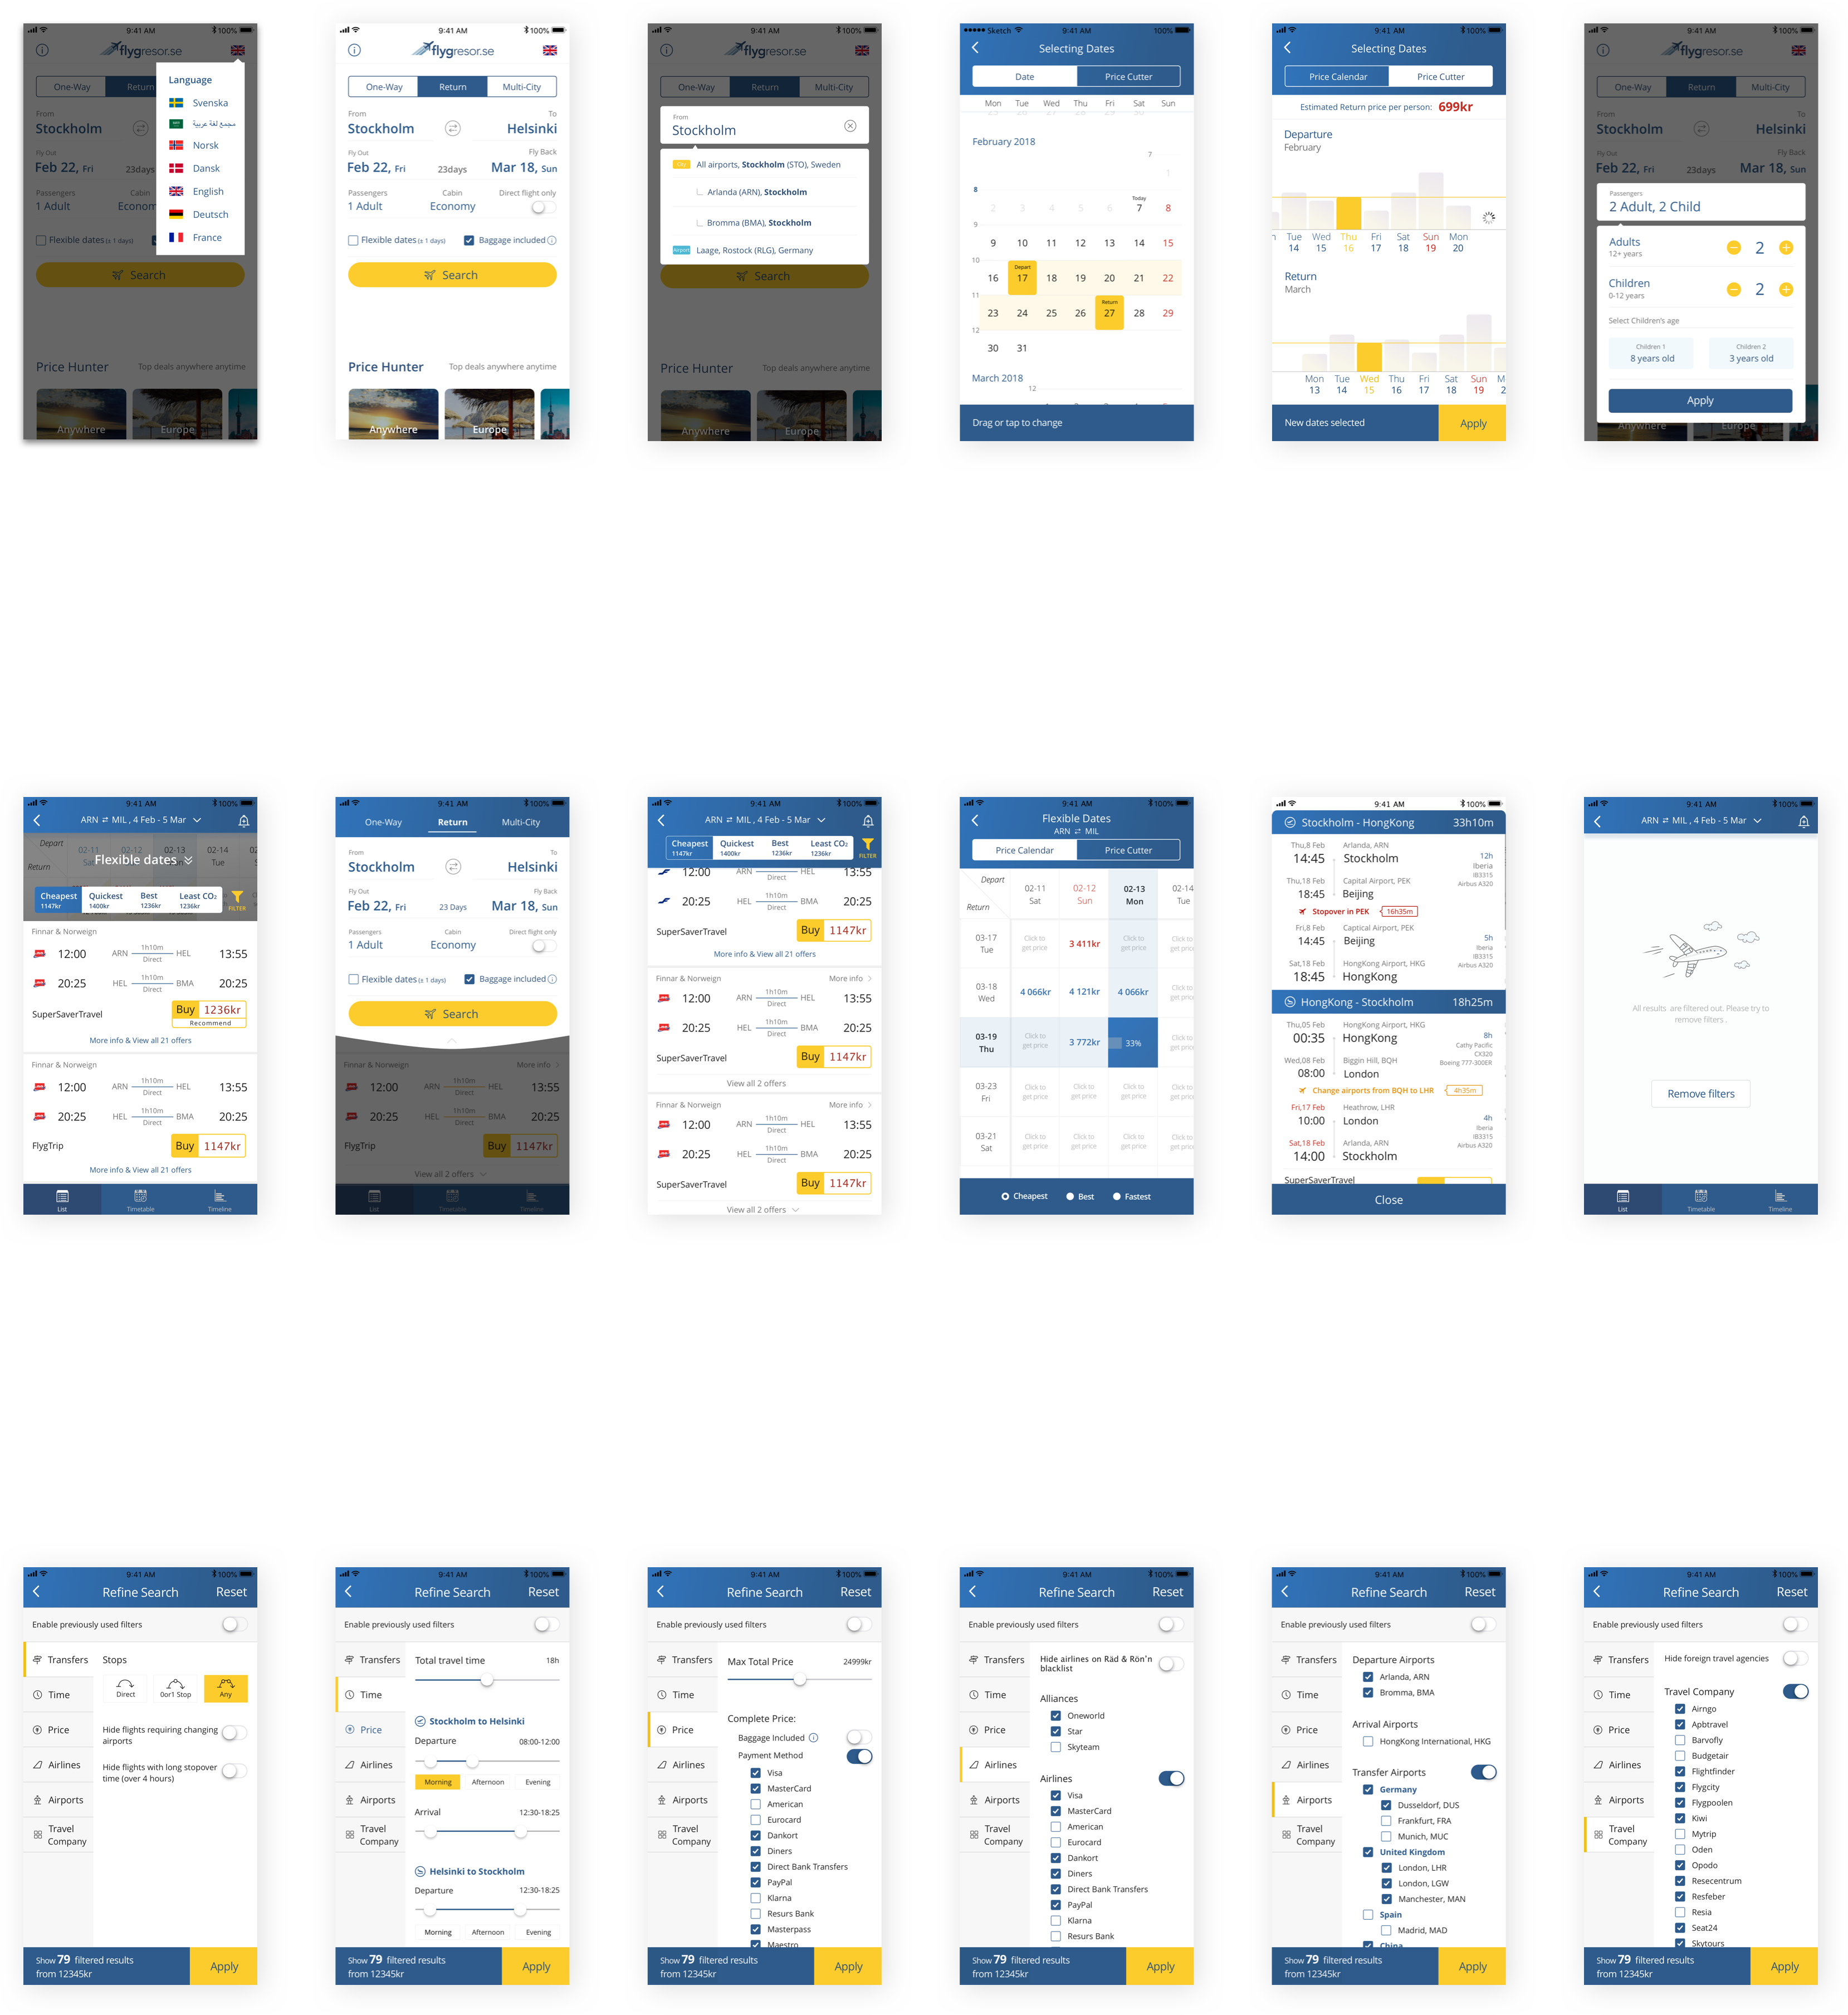 9:41 AM 100%
flygresor.se
One-Way Return
From
Stockholm
Fly Out
Feb 22, Fri 23days
Passengers Cabin
1 Adult Econom
Flexible dates (± 1 days)
Search
Price Hunter Top deals anywhere anytime
Anywhere Europe
Language
Svenska
مجمع لغة عربية
Norsk
Dansk
English
Deutsch
France
9:41 AM 100%
flygresor.se
One-Way Return Multi-City
From To
Stockholm Helsinki
Fly Out Fly Back
Feb 22, Fri 23days Mar 18, Sun
Passengers Cabin Direct flight only
1 Adult Economy
Flexible dates (± 1 days) Baggage included
Search
Price Hunter Top deals anywhere anytime
Anywhere Europe
9:41 AM 100%
flygresor.se
One-Way Return Multi-City
From
Stockholm
City All airports, Stockholm (STO), Sweden
Arlanda (ARN), Stockholm
Bromma (BMA), Stockholm
Airport Laage, Rostock (RLG), Germany
Search
Price Hunter Top deals anywhere anytime
Anywhere Europe
Sketch 9:41 AM 100%
Selecting Dates
Date Price Cutter
Mon Tue Wed Thu Fri Sat Sun
February 2018
7
1
8
Today
2 3 4 5 6 7 8
9
9 10 11 12 13 14 15
10
Depart
16 17 18 19 20 21 22
11
Return
23 24 25 26 27 28 29
12
30 31
March 2018
12
Drag or tap to change
9:41 AM 100%
Selecting Dates
Price Calendar Price Cutter
Estimated Return price per person: 699kr
Departure
February
n Tue Wed Thu Fri Sat Sun Mon
14 15 16 17 18 19 20
Return
March
Mon Tue Wed Thu Fri Sat Sun M
13 14 15 16 17 18 19 2
New dates selected Apply
9:41 AM 100%
flygresor.se
One-Way Return Multi-City
From To
Stockholm Helsinki
Fly Out Fly Back
Feb 22, Fri 23days Mar 18, Sun
Passengers
2 Adult, 2 Child
Adults
12+ years
2
Children
0-12 years
2
Select Children's age
Children 1 Children 2
8 years old 3 years old
Apply
Anywhere Europe
9:41 AM 100%
ARN ⇄ MIL , 4 Feb - 5 Mar
Depart
02-11 02-12 02-13 02-14 02
Sat Tue S
Flexible dates
Return
Cheapest Quickest Best Least CO₂
1147kr 1400kr 1236kr 1236kr
FILTER
Finnar & Norweign
12:00 ARN 1h10m HEL 13:55
Direct
20:25 HEL 1h10m BMA 20:25
Direct
SuperSaverTravel Buy 1236kr
Recommend
More info & View all 21 offers
Finnar & Norweign
12:00 ARN 1h10m HEL 13:55
Direct
20:25 HEL 1h10m BMA 20:25
Direct
FlygTrip Buy 1147kr
More info & View all 21 offers
List Timetable Timeline
9:41 AM 100%
One-Way Return Multi-City
From To
Stockholm Helsinki
Fly Out Fly Back
Feb 22, Fri 23 Days Mar 18, Sun
Passengers Cabin Direct flight only
1 Adult Economy
Flexible dates (± 1 days) Baggage included
Search
Finnar & Norweign More info
12:00 ARN 1h10m HEL 13:55
Direct
20:25 HEL 1h10m BMA 20:25
Direct
FlygTrip Buy 1147kr
View all 2 offers
List Timetable Timeline
9:41 AM 100%
ARN ⇄ MIL , 4 Feb - 5 Mar
Cheapest Quickest Best Least CO₂
1147kr 1400kr 1236kr 1236kr
FILTER
12:00 ARN HEL 13:55
Direct
20:25 HEL 1h10m BMA 20:25
Direct
SuperSaverTravel Buy 1147kr
More info & View all 21 offers
Finnar & Norweign More info
12:00 ARN 1h10m HEL 13:55
Direct
20:25 HEL 1h10m BMA 20:25
Direct
SuperSaverTravel Buy 1147kr
View all 2 offers
Finnar & Norweign More info
12:00 ARN 1h10m HEL 13:55
Direct
20:25 HEL 1h10m BMA 20:25
Direct
SuperSaverTravel Buy 1147kr
View all 2 offers
9:41 AM 100%
Flexible Dates
ARN ⇄ MIL
Price Calendar Price Cutter
Depart
02-11 02-12 02-13 02-14
Sat Sun Mon Tue
Return
03-17 Click to 3 411kr Click to Click to
Tue get price get price get pric
03-18 4 066kr 4 121kr 4 066kr Click to
Wed get pric
03-19 Click to 3 772kr 33% Click to
Thu get price get pric
03-23 Click to Click to Click to Click to
Fri get price get price get price get pric
03-21 Click to Click to Click to Click to
Sat get price get price get price get pric
Cheapest Best Fastest
9:41 AM 100%
Stockholm - HongKong 33h10m
Thu,8 Feb Arlanda, ARN
14:45 Stockholm 12h
Iberia
Thu,18 Feb Capital Airport, PEK IB3315
18:45 Beijing Airbus A320
Stopover in PEK 16h35m
Fri,8 Feb Captical Airport, PEK
14:45 Beijing 5h
Iberia
Sat,18 Feb HongKong Airport, HKG IB3315
18:45 HongKong Airbus A320
HongKong - Stockholm 18h25m
Thu,05 Feb HongKong Airport, HKG
00:35 HongKong 8h
Cathy Pacific
Wed,08 Feb Biggin Hill, BQH CX320
08:00 London Boeing 777-300ER
Change airports from BQH to LHR 4h35m
Fri,17 Feb Heathrow, LHR
10:00 London 4h
Iberia
Sat,18 Feb Arlanda, ARN IB3315
14:00 Stockholm Airbus A320
SuperSaverTravel
Close
9:41 AM 100%
ARN ⇄ MIL , 4 Feb - 5 Mar
All results are filtered out. Please try to
remove filters .
Remove filters
List Timetable Timeline
9:41 AM 100%
Refine Search Reset
Enable previously used filters
Transfers
Time
Price
Airlines
Airports
Travel
Company
Stops
Direct 0or1 Stop Any
Hide flights requiring changing
airports
Hide flights with long stopover
time (over 4 hours)
Show 79 filtered results
from 12345kr
Apply
9:41 AM 100%
Refine Search Reset
Enable previously used filters
Transfers
Time
Price
Airlines
Airports
Travel
Company
Total travel time 18h
Stockholm to Helsinki
Departure 08:00-12:00
Morning Afternoon Evening
Arrival 12:30-18:25
Helsinki to Stockholm
Departure 12:30-18:25
Morning Afternoon Evening
Show 79 filtered results
from 12345kr
Apply
9:41 AM 100%
Refine Search Reset
Enable previously used filters
Transfers
Time
Price
Airlines
Airports
Travel
Company
Max Total Price 24999kr
Complete Price:
Baggage Included
Payment Method
Visa
MasterCard
American
Eurocard
Dankort
Diners
Direct Bank Transfers
PayPal
Klarna
Resurs Bank
Masterpass
Maestro
Show 79 filtered results
from 12345kr
Apply
9:41 AM 100%
Refine Search Reset
Enable previously used filters
Transfers
Time
Price
Airlines
Airports
Travel
Company
Hide airlines on Räd & Rön'n
blacklist
Alliances
Oneworld
Star
Skyteam
Airlines
Visa
MasterCard
American
Eurocard
Dankort
Diners
Direct Bank Transfers
PayPal
Klarna
Resurs Bank
Show 79 filtered results
from 12345kr
Apply
9:41 AM 100%
Refine Search Reset
Enable previously used filters
Transfers
Time
Price
Airlines
Airports
Travel
Company
Departure Airports
Arlanda, ARN
Bromma, BMA
Arrival Airports
HongKong International, HKG
Transfer Airports
Germany
Dusseldorf, DUS
Frankfurt, FRA
Munich, MUC
United Kingdom
London, LHR
London, LGW
Manchester, MAN
Spain
Madrid, MAD
China
Show 79 filtered results
from 12345kr
Apply
9:41 AM 100%
Refine Search Reset
Enable previously used filters
Transfers
Time
Price
Airlines
Airports
Travel
Company
Hide foreign travel agencies
Travel Company
Airngo
Apbtravel
Barvofly
Budgetair
Flightfinder
Flygcity
Flygpoolen
Kiwi
Mytrip
Oden
Opodo
Resecentrum
Resfeber
Resia
Seat24
Skytours
Show 79 filtered results
from 12345kr
Apply